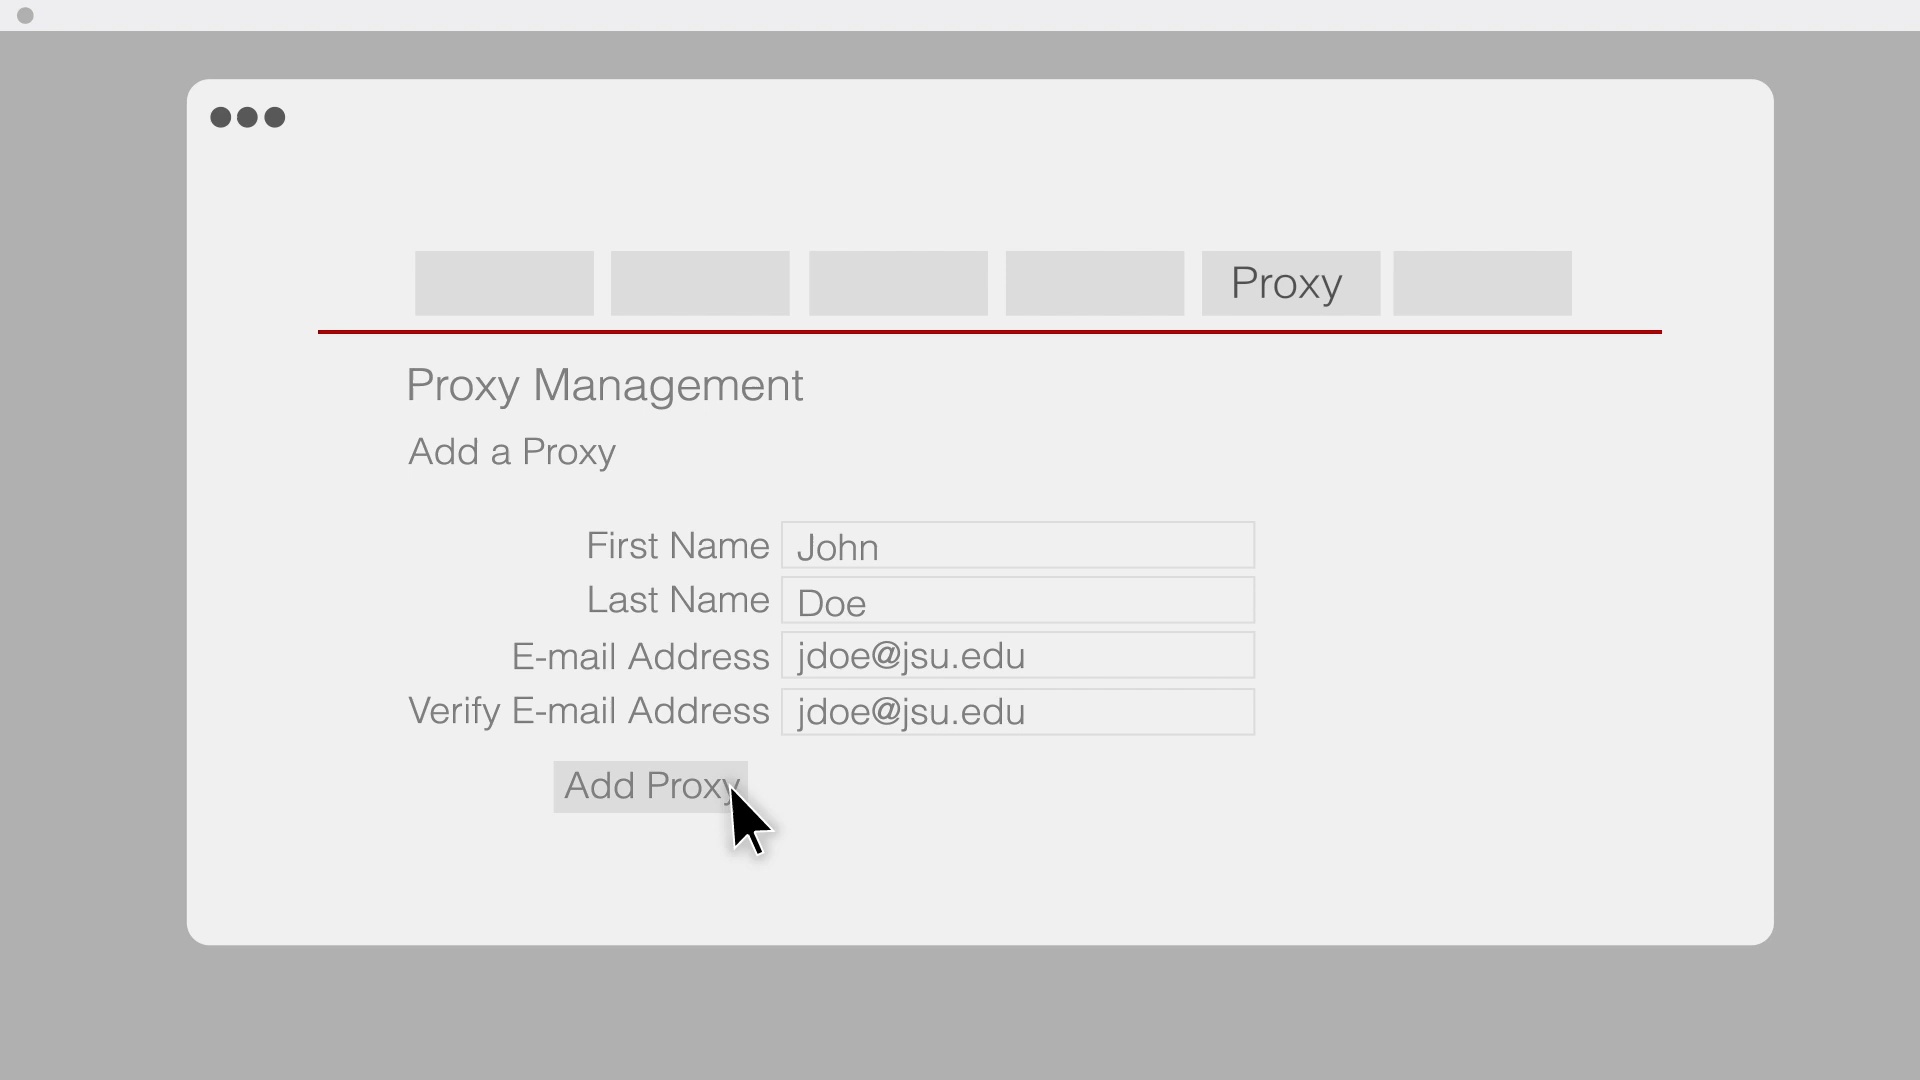 Proxy
Proxy Management
Add a Proxy
First Name John
Last Name Doe
E-mail Address jdoe@jsu.edu
Verify E-mail Address jdoe@jsu.edu
Add Proxy